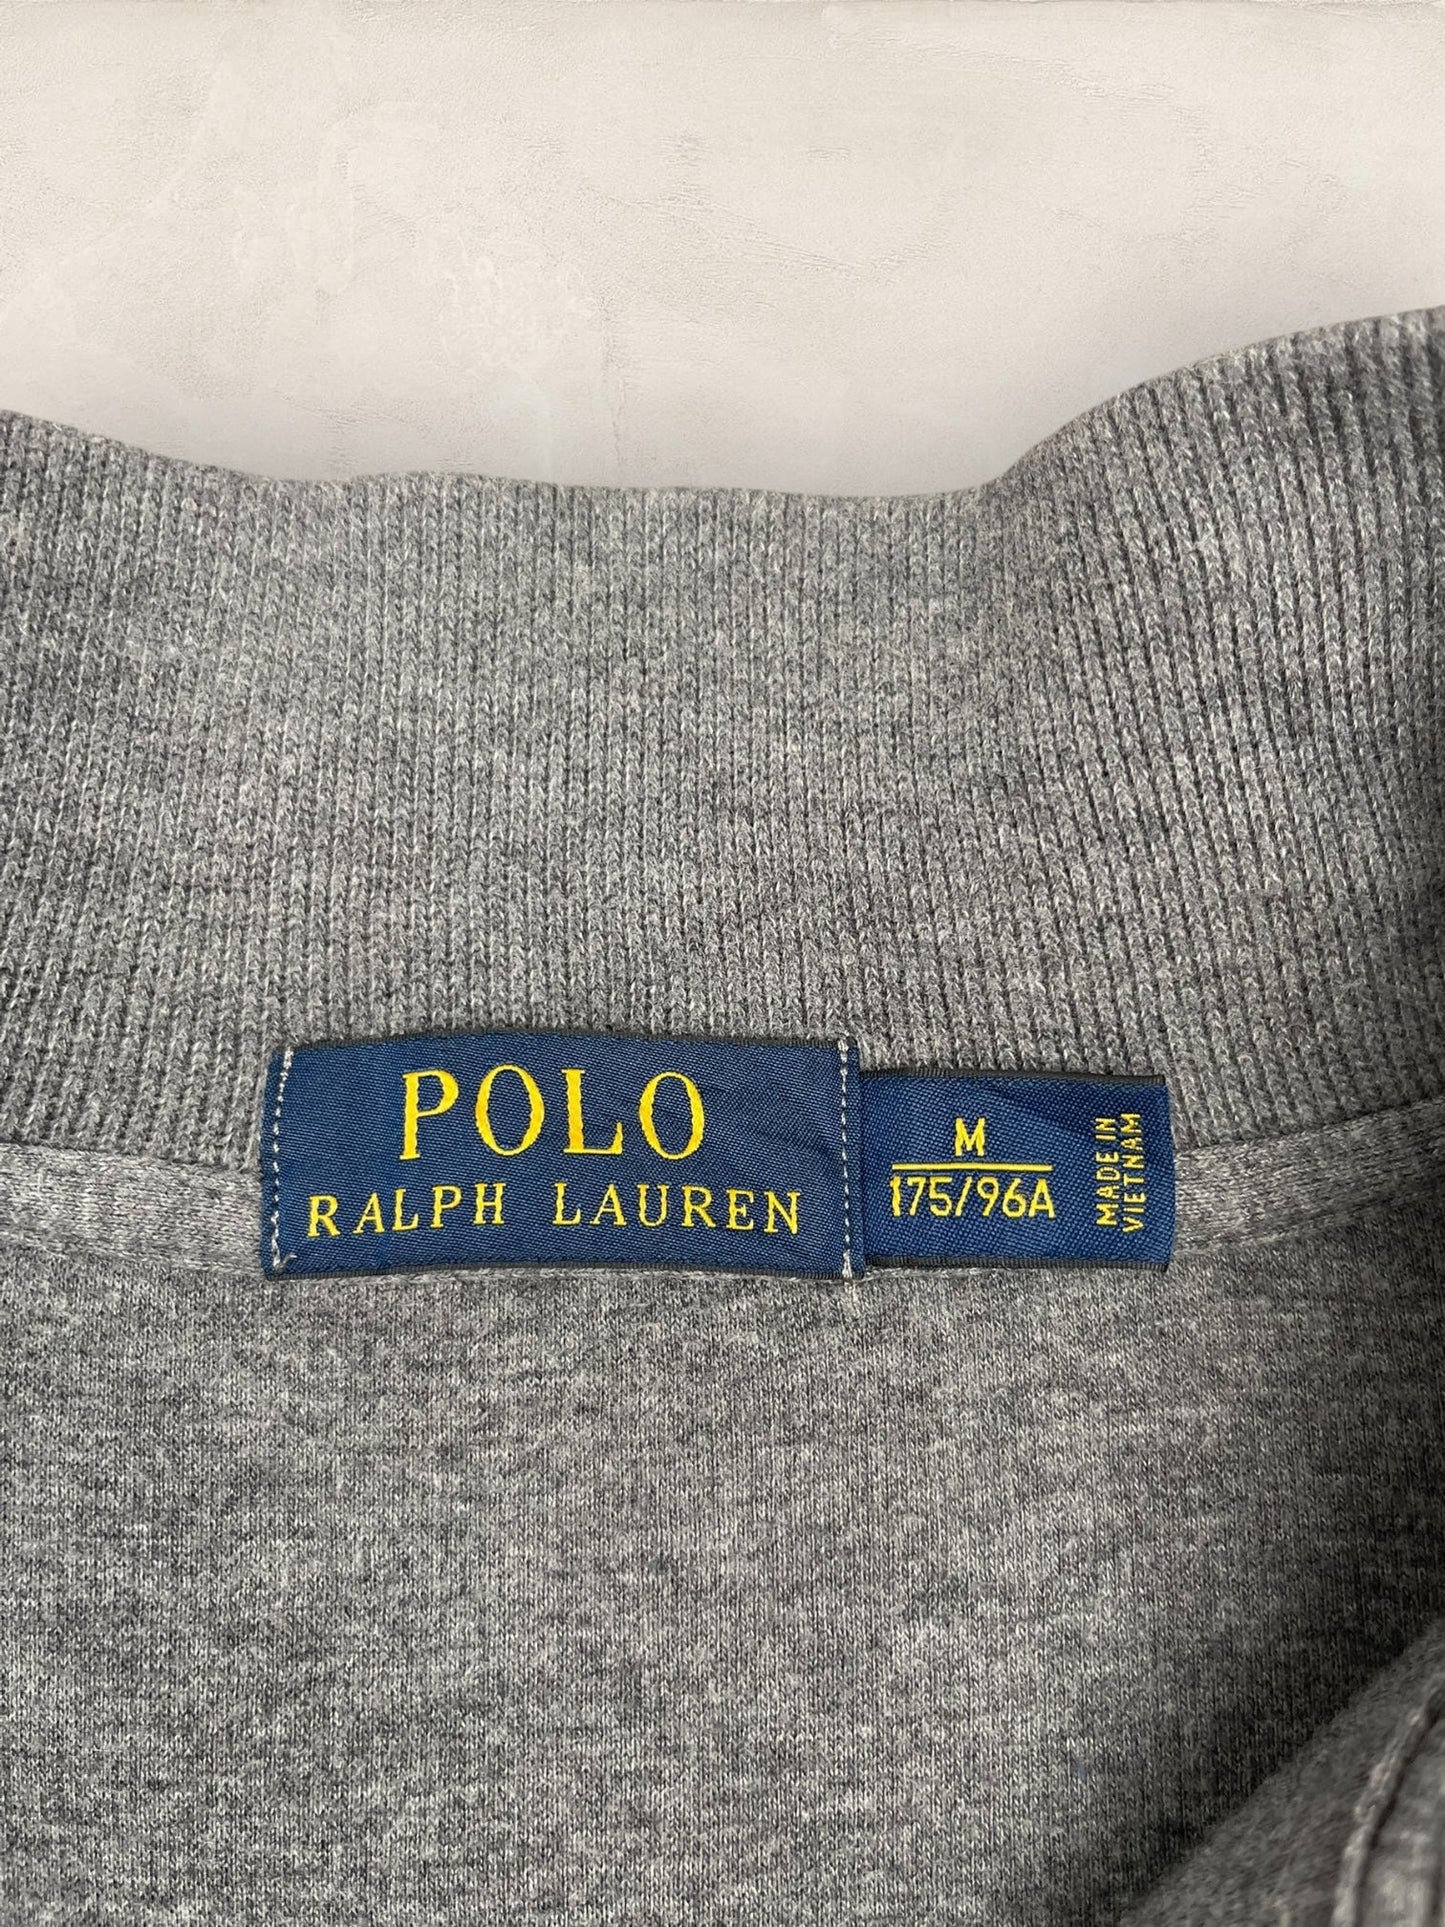 POLO
RALPH LAUREN
M
175/96A
MADE IN
VIETNAM